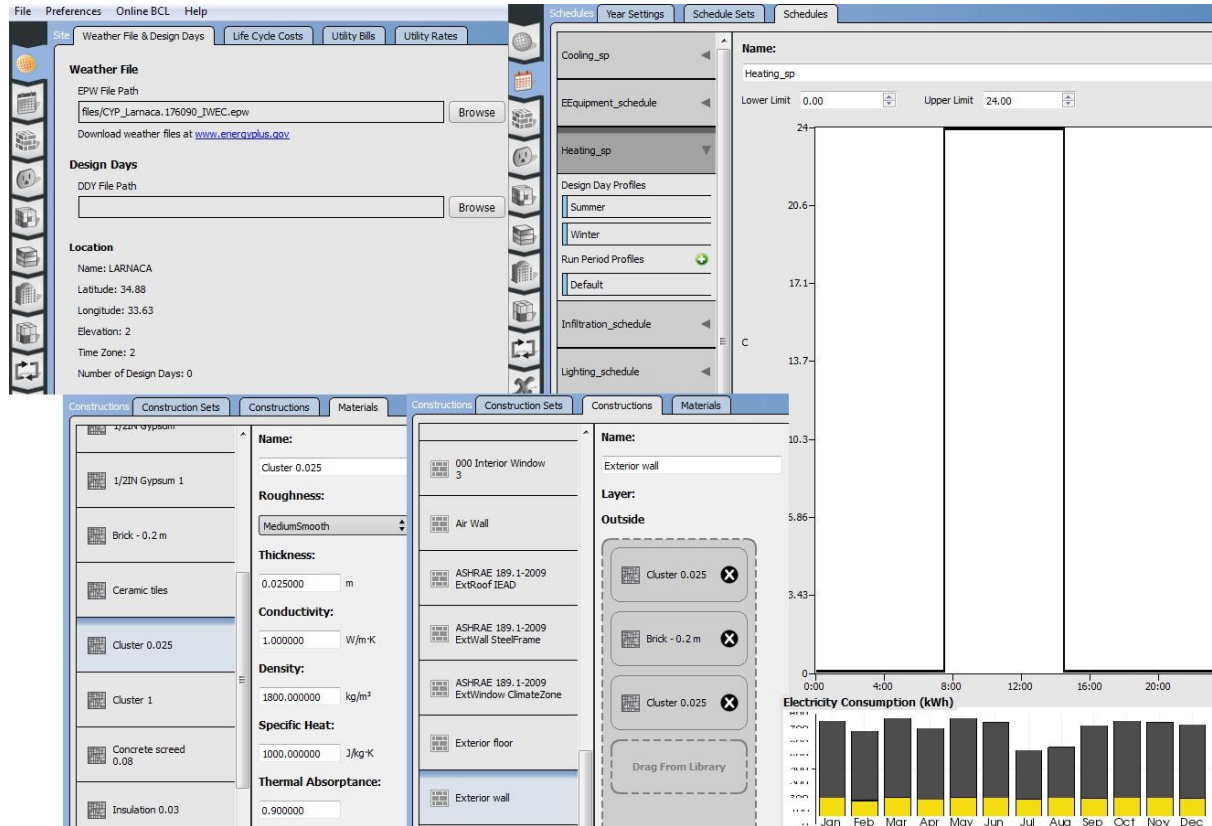 File Preferences Online BCL Help
Site Weather File & Design Days Life Cycle Costs Utility Bills Utility Rates
Weather File
EPW File Path
files/CYP_Larnaca.176090_IWEC.epw Browse
Download weather files at www.energyplus.gov
Design Days
DDY File Path
Browse
Location
Name: LARNACA
Latitude: 34.88
Longitude: 33.63
Elevation: 2
Time Zone: 2
Number of Design Days: 0
Schedules Year Settings Schedule Sets Schedules
Cooling_sp
EEquipment_schedule
Heating_sp
Design Day Profiles
Summer
Winter
Run Period Profiles
Default
Infiltration_schedule
Lighting_schedule
Name:
Heating_sp
Lower Limit 0.00 Upper Limit 24.00
24
20.6
17.1
C
13.7
10.3
5.86
3.43
0
0:00 4:00 8:00 12:00 16:00 20:00
Constructions Construction Sets Constructions Materials
1/2IN Gypsum
1/2IN Gypsum 1
Brick - 0.2 m
Ceramic tiles
Cluster 0.025
Cluster 1
Concrete screed
0.08
Insulation 0.03
Name:
Cluster 0.025
Roughness:
MediumSmooth
Thickness:
0.025000 m
Conductivity:
1.000000 W/m·K
Density:
1800.000000 kg/m³
Specific Heat:
1000.000000 J/kg·K
Thermal Absorptance:
0.900000
Constructions Construction Sets Constructions Materials
000 Interior Window
3
Air Wall
ASHRAE 189.1-2009
ExtRoof IEAD
ASHRAE 189.1-2009
ExtWall SteelFrame
ASHRAE 189.1-2009
ExtWindow ClimateZone
Exterior floor
Exterior wall
Name:
Exterior wall
Layer:
Outside
Cluster 0.025
Brick - 0.2 m
Cluster 0.025
Drag From Library
Electricity Consumption (kWh)
Jan Feb Mar Apr May Jun Jul Aug Sep Oct Nov Dec